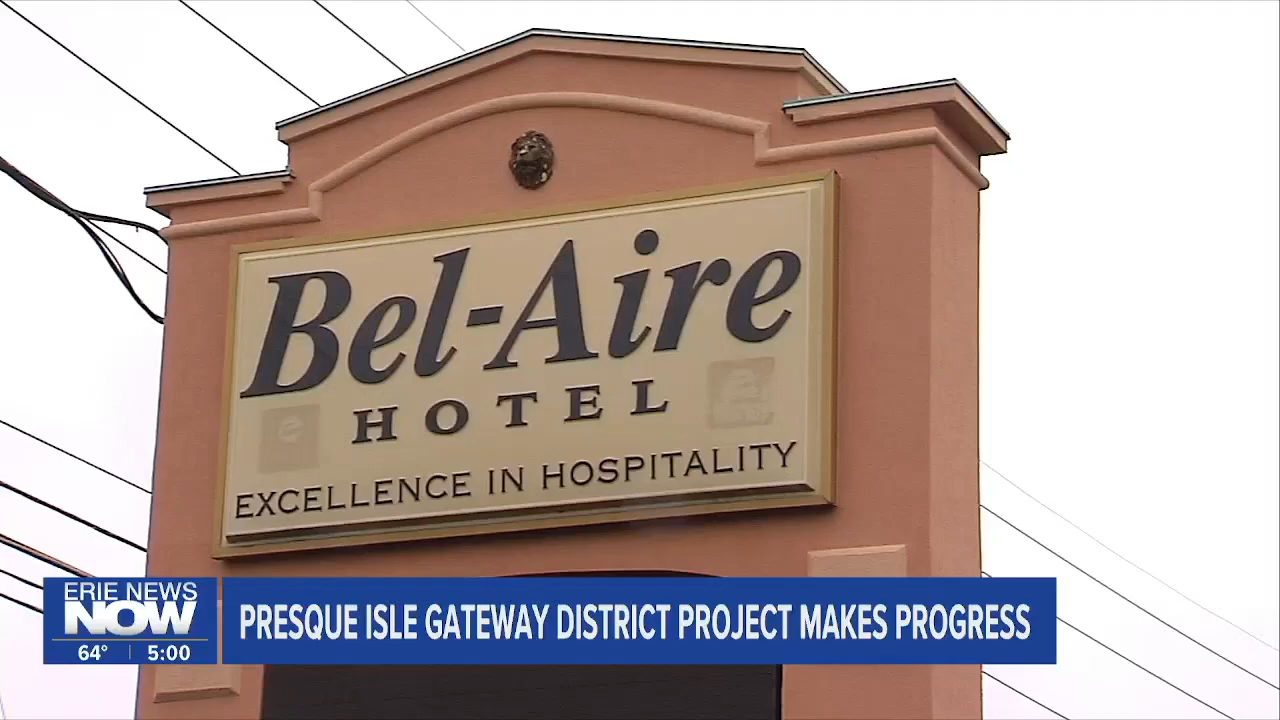 Bel-Aire
HOTEL
EXCELLENCE IN HOSPITALITY
ERIE NEWS
NOW
64° | 5:00
PRESQUE ISLE GATEWAY DISTRICT PROJECT MAKES PROGRESS